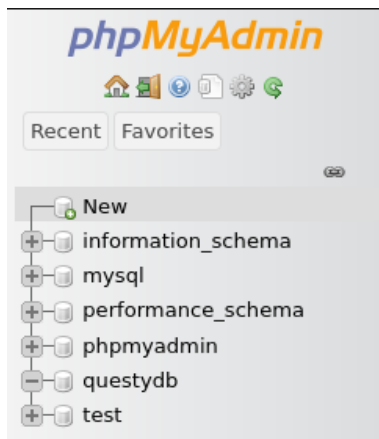 phpMyAdmin
Recent Favorites
New
information_schema
mysql
performance_schema
phpmyadmin
questydb
test